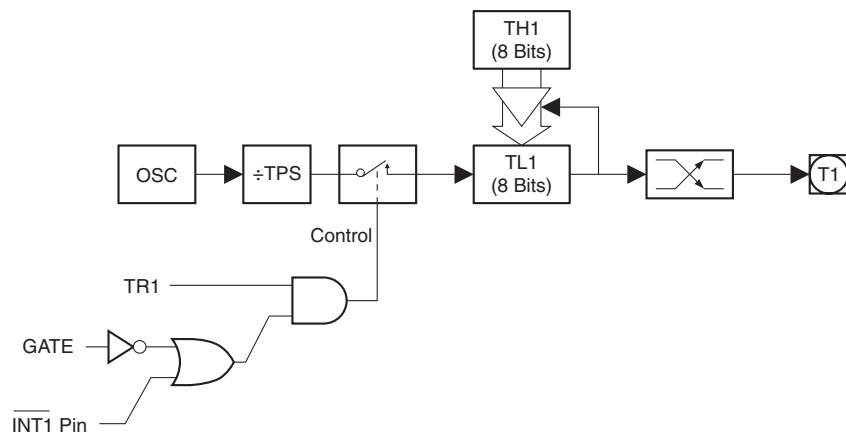 TH1
(8 Bits)
OSC
÷TPS
TL1
(8 Bits)
T1
Control
TR1
GATE
INT1 Pin